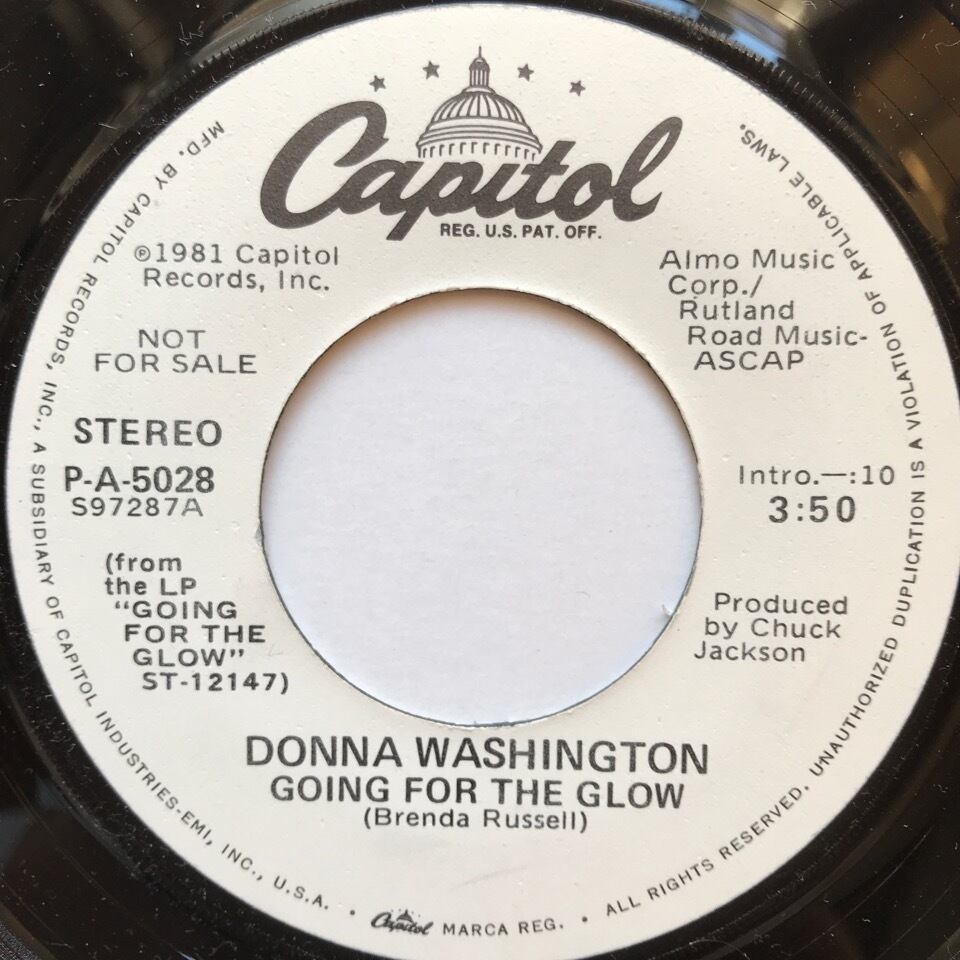 Capitol
REG. U.S. PAT. OFF.
℗1981 Capitol
Records, Inc.
NOT
FOR SALE
STEREO
P-A-5028
S97287A
(from
the LP
"GOING
FOR THE
GLOW"
ST-12147)
Almo Music
Corp./
Rutland
Road Music-
ASCAP
Intro.—:10
3:50
Produced
by Chuck
Jackson
DONNA WASHINGTON
GOING FOR THE GLOW
(Brenda Russell)
MFD. BY CAPITOL RECORDS, INC., A SUBSIDIARY OF CAPITOL INDUSTRIES-EMI, INC., U.S.A. • Capitol MARCA REG. • ALL RIGHTS RESERVED. UNAUTHORIZED DUPLICATION IS A VIOLATION OF APPLICABLE LAWS.